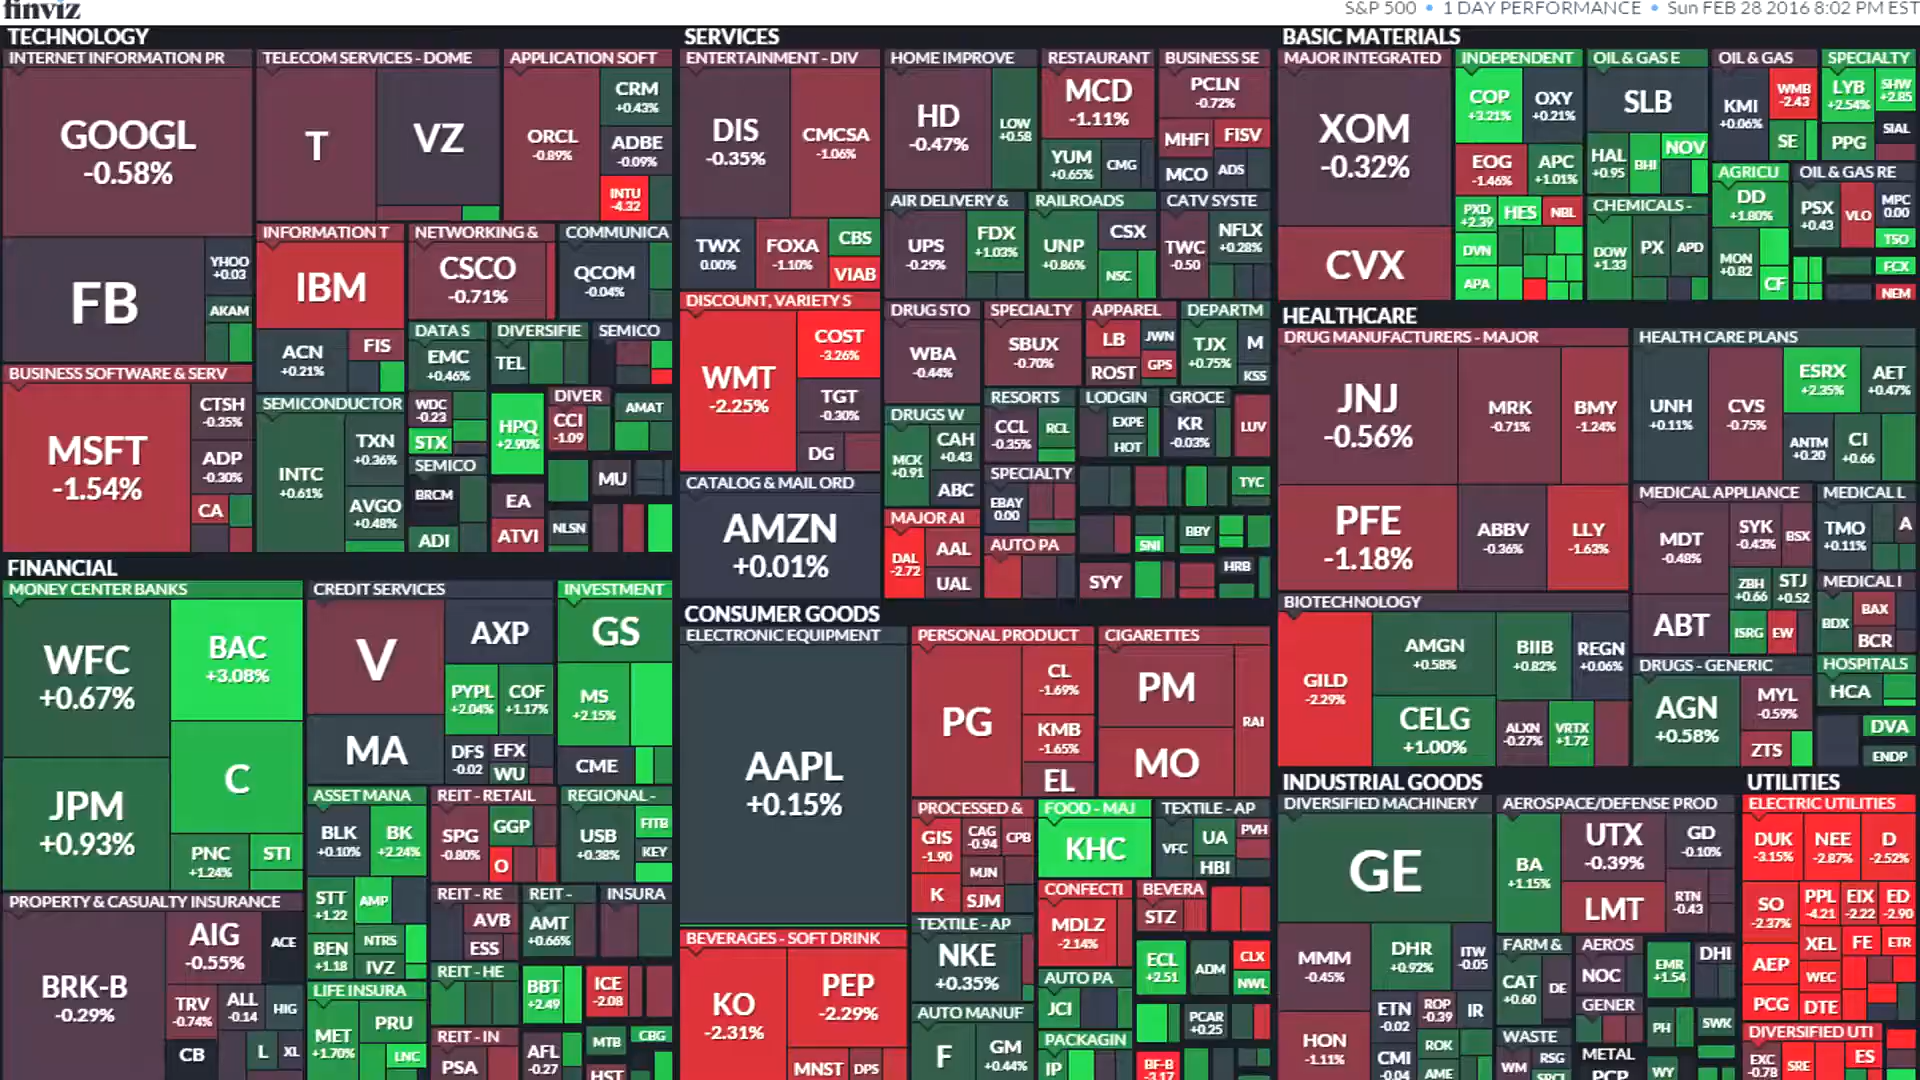 finviz
S&P 500 • 1 DAY PERFORMANCE • Sun FEB 28 2016 8:02 PM EST
TECHNOLOGY
INTERNET INFORMATION PR
GOOGL
-0.58%
FB
YHOO
+0.03
AKAM
TELECOM SERVICES - DOME
T
VZ
APPLICATION SOFT
ORCL
-0.89%
CRM
+0.43%
ADBE
-0.09%
INTU
-4.32
INFORMATION T
IBM
ACN
+0.21%
FIS
NETWORKING &
CSCO
-0.71%
COMMUNICA
QCOM
-0.04%
BUSINESS SOFTWARE & SERV
MSFT
-1.54%
CTSH
-0.35%
ADP
-0.30%
CA
SEMICONDUCTOR
INTC
+0.61%
TXN
+0.36%
AVGO
+0.48%
DATA S
EMC
+0.46%
WDC
-0.23
STX
DIVERSIFIE
TEL
SEMICO
HPQ
+2.90%
DIVER
CCI
-1.09
AMAT
SEMICO
BRCM
ADI
EA
ATVI
MU
NLSN
FINANCIAL
MONEY CENTER BANKS
WFC
+0.67%
BAC
+3.08%
JPM
+0.93%
C
PNC
+1.24%
STI
CREDIT SERVICES
V
MA
AXP
PYPL
+2.04%
COF
+1.17%
DFS
-0.02
EFX
WU
INVESTMENT
GS
MS
+2.15%
CME
ASSET MANA
BLK
+0.10%
BK
+2.24%
STT
+1.22
AMP
BEN
+1.18
NTRS
IVZ
REIT - RETAIL
SPG
-0.80%
GGP
O
REGIONAL -
USB
+0.38%
FITB
KEY
PROPERTY & CASUALTY INSURANCE
BRK-B
-0.29%
AIG
-0.55%
ACE
TRV
-0.74%
ALL
-0.14
HIG
CB
L
XL
REIT - RE
AVB
ESS
REIT -
AMT
+0.66%
INSURA
LIFE INSURA
MET
+1.70%
PRU
LNC
REIT - HE
BBT
+2.49
ICE
-2.08
REIT - IN
PSA
AFL
-0.27
MTB
CBG
HST
SERVICES
ENTERTAINMENT - DIV
DIS
-0.35%
CMCSA
-1.06%
TWX
0.00%
FOXA
-1.10%
CBS
VIAB
HOME IMPROVE
HD
-0.47%
LOW
+0.58
RESTAURANT
MCD
-1.11%
YUM
+0.65%
CMG
BUSINESS SE
PCLN
-0.72%
MHFI
FISV
MCO
ADS
AIR DELIVERY &
UPS
-0.29%
FDX
+1.03%
RAILROADS
UNP
+0.86%
CSX
NSC
CATV SYSTE
TWC
-0.50
NFLX
+0.28%
DISCOUNT, VARIETY S
WMT
-2.25%
COST
-3.26%
TGT
-0.30%
DG
DRUG STO
WBA
-0.44%
SPECIALTY
SBUX
-0.70%
APPAREL
LB
JWN
ROST
GPS
DEPARTM
TJX
+0.75%
M
KSS
DRUGS W
MCK
+0.91
CAH
+0.43
ABC
RESORTS
CCL
-0.35%
RCL
LODGIN
EXPE
HOT
GROCE
KR
-0.03%
LUV
CATALOG & MAIL ORD
AMZN
+0.01%
SPECIALTY
EBAY
0.00
TYC
MAJOR AI
DAL
-2.72
AAL
UAL
AUTO PA
SNI
BBY
SYY
HRB
CONSUMER GOODS
ELECTRONIC EQUIPMENT
AAPL
+0.15%
PERSONAL PRODUCT
PG
CL
-1.69%
KMB
-1.65%
EL
CIGARETTES
PM
MO
RAI
PROCESSED &
GIS
-1.90
CAG
-0.94
CPB
MJN
K
SJM
FOOD - MAJ
KHC
TEXTILE - AP
VFC
UA
PVH
HBI
CONFECTI
MDLZ
-2.14%
BEVERA
STZ
TEXTILE - AP
NKE
+0.35%
BEVERAGES - SOFT DRINK
KO
-2.31%
PEP
-2.29%
MNST
DPS
ECL
+2.51
ADM
CLX
NWL
AUTO PA
JCI
AUTO MANUF
F
GM
+0.44%
PCAR
+0.25
PACKAGIN
IP
BF-B
-3.17
BASIC MATERIALS
MAJOR INTEGRATED
XOM
-0.32%
CVX
INDEPENDENT
COP
+3.21%
OXY
+0.21%
EOG
-1.46%
APC
+1.01%
PXD
+2.39
HES
NBL
DVN
APA
OIL & GAS E
SLB
HAL
+0.95
BHI
NOV
OIL & GAS
KMI
+0.06%
WMB
-2.43
SE
SPECIALTY
LYB
+2.54%
SHW
+2.85
PPG
SIAL
CHEMICALS -
DOW
+1.33
PX
APD
AGRICU
DD
+1.80%
MON
+0.82
CF
OIL & GAS RE
PSX
+0.43
VLO
MPC
0.00
TSO
FCX
NEM
HEALTHCARE
DRUG MANUFACTURERS - MAJOR
JNJ
-0.56%
MRK
-0.71%
BMY
-1.24%
PFE
-1.18%
ABBV
-0.36%
LLY
-1.63%
HEALTH CARE PLANS
UNH
+0.11%
CVS
-0.75%
ESRX
+2.35%
AET
+0.47%
ANTM
+0.20
CI
+0.66
MEDICAL APPLIANCE
MDT
-0.48%
SYK
-0.43%
BSX
ABT
ZBH
+0.66
STJ
+0.52
ISRG
EW
MEDICAL L
TMO
+0.11%
A
MEDICAL I
BDX
BAX
BCR
BIOTECHNOLOGY
GILD
-2.29%
AMGN
+0.58%
CELG
+1.00%
BIIB
+0.82%
REGN
+0.06%
ALXN
-0.27%
VRTX
+1.72
DRUGS - GENERIC
AGN
+0.58%
MYL
-0.59%
ZTS
HOSPITALS
HCA
DVA
ENDP
INDUSTRIAL GOODS
DIVERSIFIED MACHINERY
GE
MMM
-0.45%
DHR
+0.92%
ITW
-0.05
HON
-1.11%
ETN
-0.02
ROP
-0.39
IR
CMI
-0.04
ROK
AME
AEROSPACE/DEFENSE PROD
BA
+1.15%
UTX
-0.39%
GD
-0.10%
LMT
RTN
-0.43
FARM &
CAT
+0.60
DE
AEROS
NOC
GENER
EMR
+1.54
DHI
PH
SWK
WASTE
WM
RSG
SRCL
METAL
PCP
WY
UTILITIES
ELECTRIC UTILITIES
DUK
-3.15%
NEE
-2.87%
D
-2.52%
SO
-2.37%
PPL
-4.21
EIX
-2.22
ED
-2.90
AEP
XEL
FE
ETR
WEC
PCG
DTE
DIVERSIFIED UTI
EXC
-0.78
SRE
ES